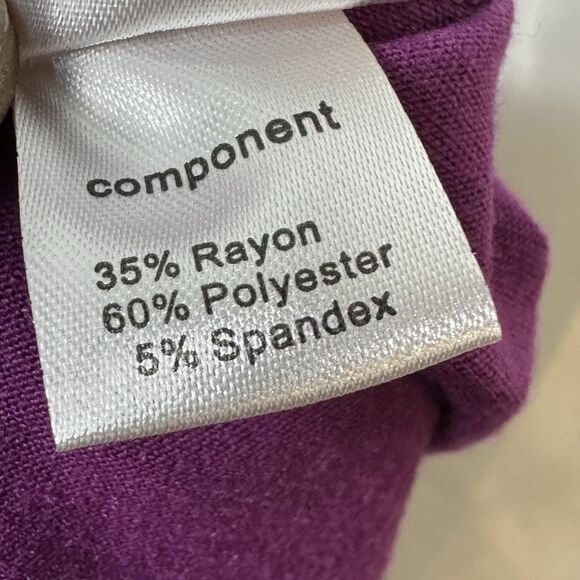 component
35% Rayon
60% Polyester
5% Spandex